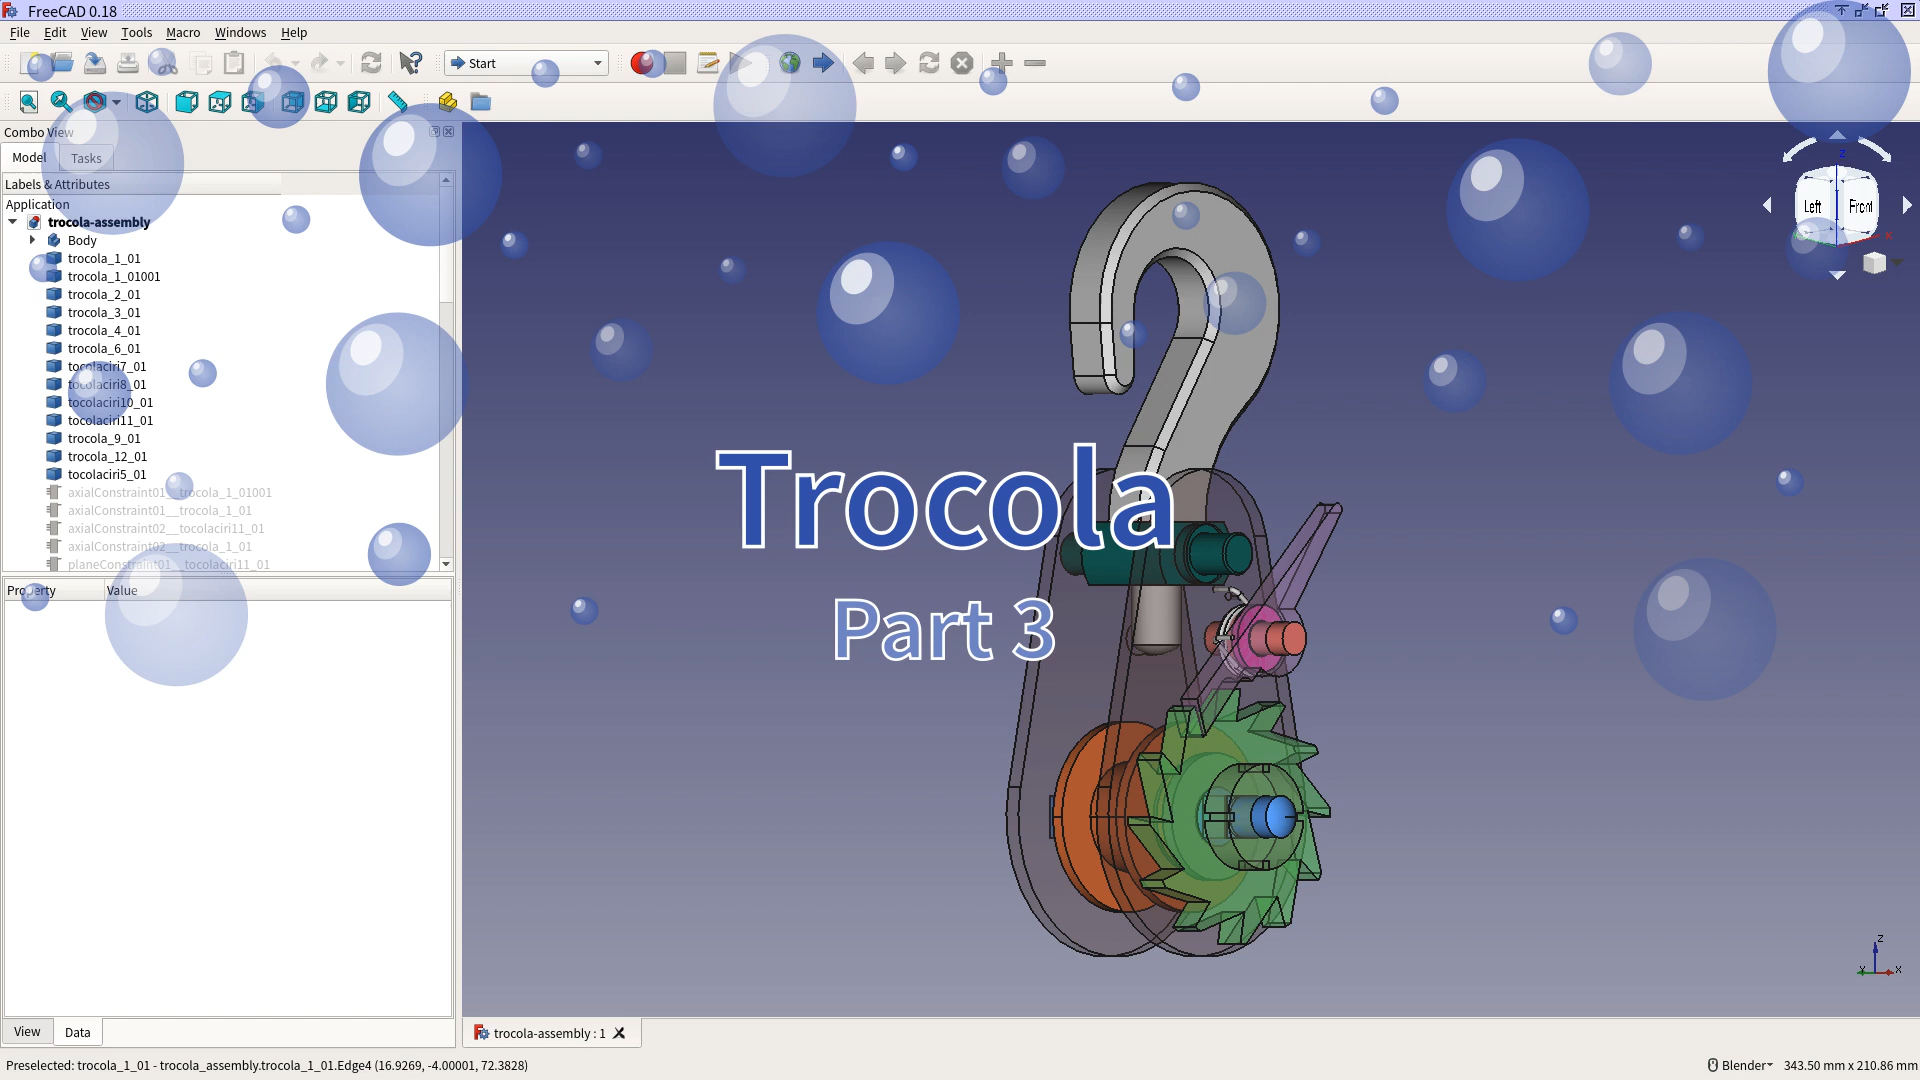 FreeCAD 0.18
File Edit View Tools Macro Windows Help
Start
Combo View
Model Tasks
Labels & Attributes
Application
trocola-assembly
Body
trocola_1_01
trocola_1_01001
trocola_2_01
trocola_3_01
trocola_4_01
trocola_6_01
tocolaciri7_01
tocolaciri8_01
tocolaciri10_01
tocolaciri11_01
trocola_9_01
trocola_12_01
tocolaciri5_01
axialConstraint01__trocola_1_01001
axialConstraint01__trocola_1_01
axialConstraint02__tocolaciri11_01
axialConstraint02__trocola_1_01
planeConstraint01__tocolaciri11_01
Property Value
View Data
Z
Left Front
X
Trocola
Part 3
Z
Y X
trocola-assembly : 1
Preselected: trocola_1_01 - trocola_assembly.trocola_1_01.Edge4 (16.9269, -4.00001, 72.3828)
Blender 343.50 mm x 210.86 mm